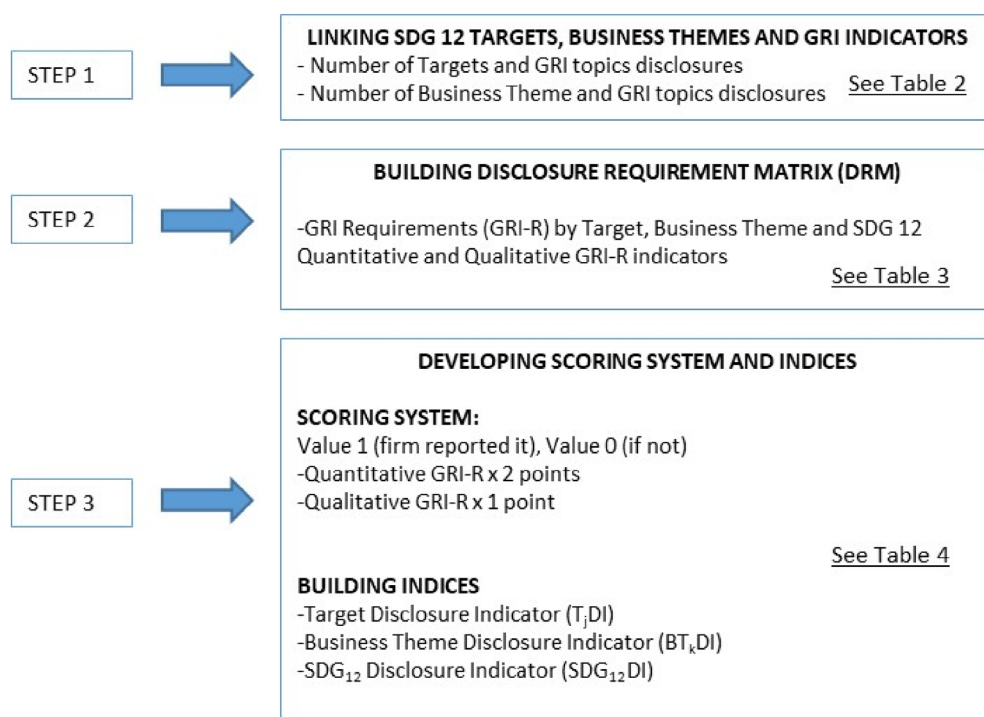 STEP 1
LINKING SDG 12 TARGETS, BUSINESS THEMES AND GRI INDICATORS
- Number of Targets and GRI topics disclosures
- Number of Business Theme and GRI topics disclosures
See Table 2
STEP 2
BUILDING DISCLOSURE REQUIREMENT MATRIX (DRM)
-GRI Requirements (GRI-R) by Target, Business Theme and SDG 12
Quantitative and Qualitative GRI-R indicators
See Table 3
STEP 3
DEVELOPING SCORING SYSTEM AND INDICES
SCORING SYSTEM:
Value 1 (firm reported it), Value 0 (if not)
-Quantitative GRI-R x 2 points
-Qualitative GRI-R x 1 point
See Table 4
BUILDING INDICES
-Target Disclosure Indicator (TjDI)
-Business Theme Disclosure Indicator (BTkDI)
-SDG12 Disclosure Indicator (SDG12DI)